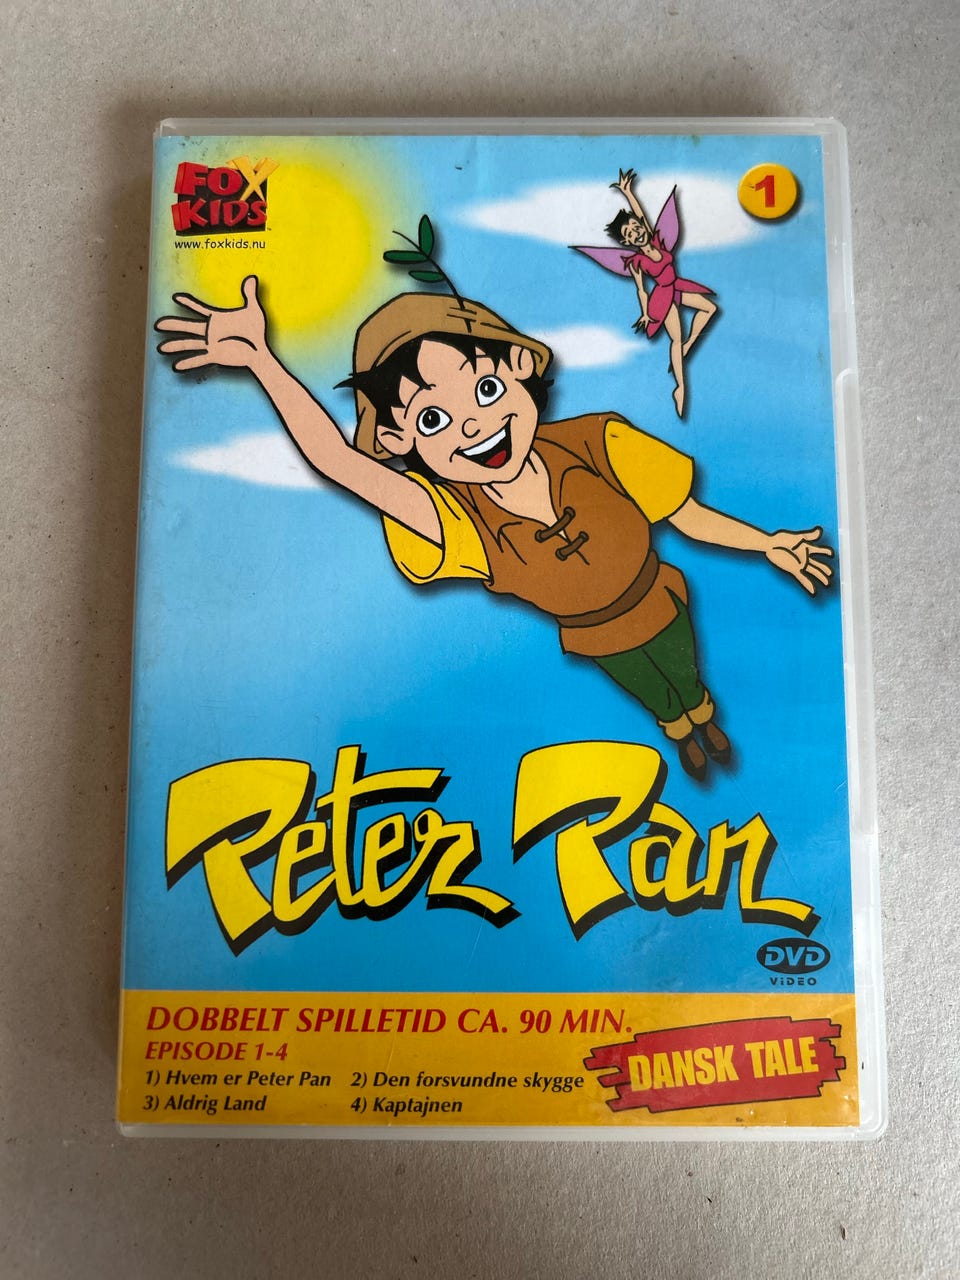 FOX
KIDS
www.foxkids.nu
1
Peter Pan
DVD
VIDEO
DOBBELT SPILLETID CA. 90 MIN.
EPISODE 1-4
1) Hvem er Peter Pan 2) Den forsvundne skygge
3) Aldrig Land 4) Kaptajnen
DANSK TALE